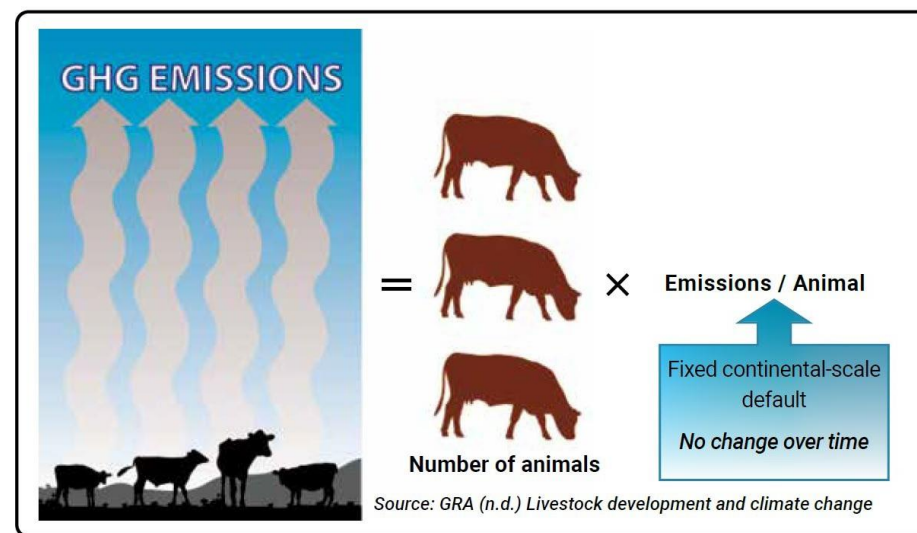 GHG EMISSIONS
=
×
Emissions / Animal
Fixed continental-scale
default
No change over time
Number of animals
Source: GRA (n.d.) Livestock development and climate change